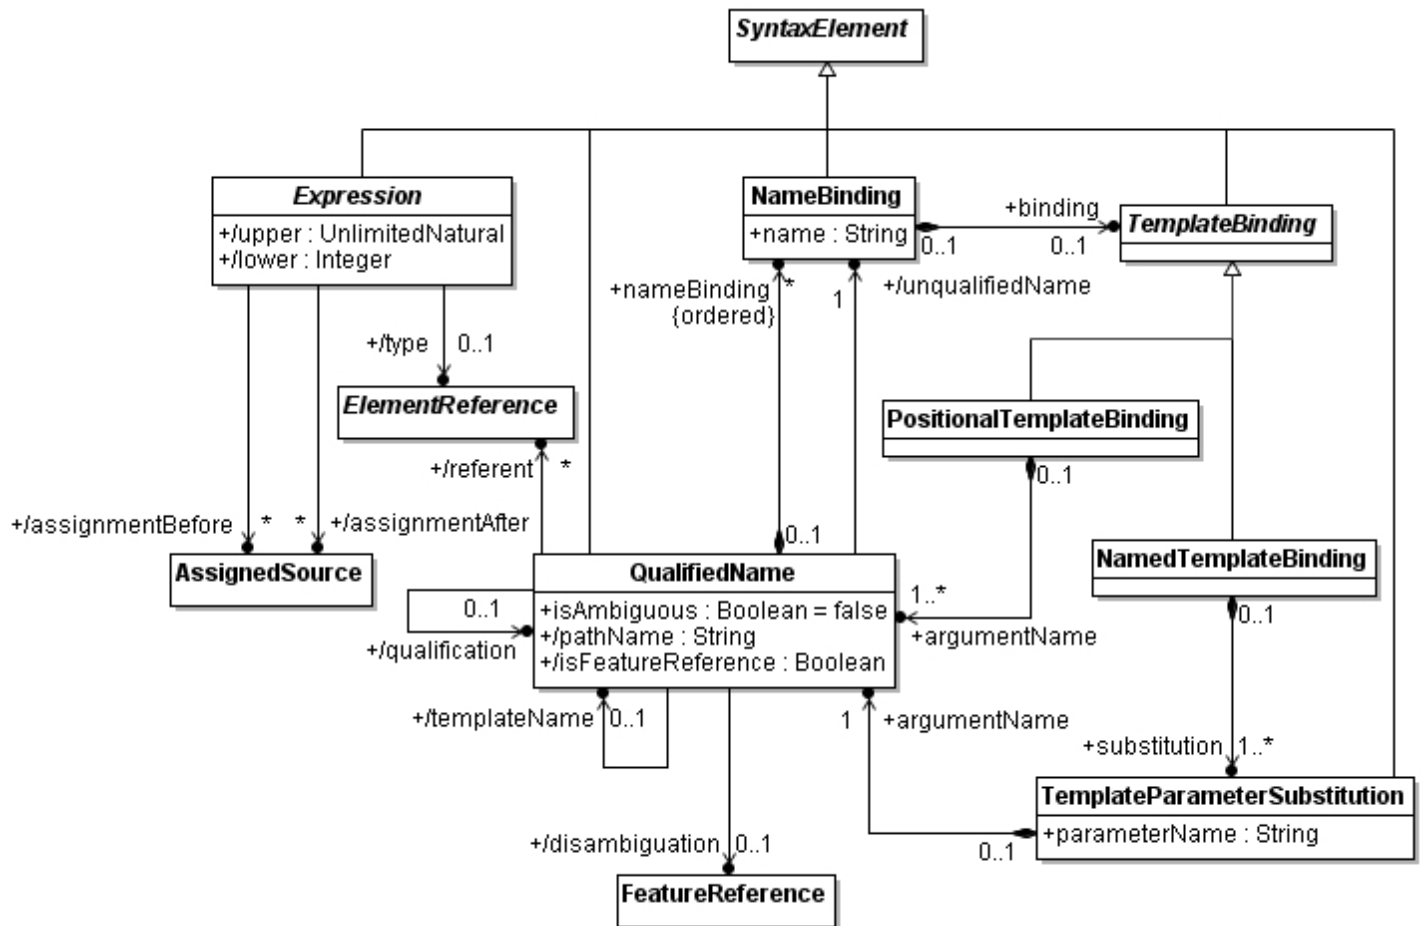 SyntaxElement
Expression
+/upper : UnlimitedNatural
+/lower : Integer
NameBinding
+name : String
+binding
0..1
0..1
TemplateBinding
+nameBinding
{ordered}
*
1
+/unqualifiedName
+/type
0..1
ElementReference
PositionalTemplateBinding
0..1
+/referent
*
+/assignmentBefore
*
*
+/assignmentAfter
AssignedSource
0..1
QualifiedName
+isAmbiguous : Boolean = false
+/pathName : String
+/isFeatureReference : Boolean
0..1
+/qualification
1..*
+argumentName
NamedTemplateBinding
0..1
+/templateName
0..1
1
+argumentName
+substitution
1..*
TemplateParameterSubstitution
+parameterName : String
0..1
+/disambiguation
0..1
FeatureReference